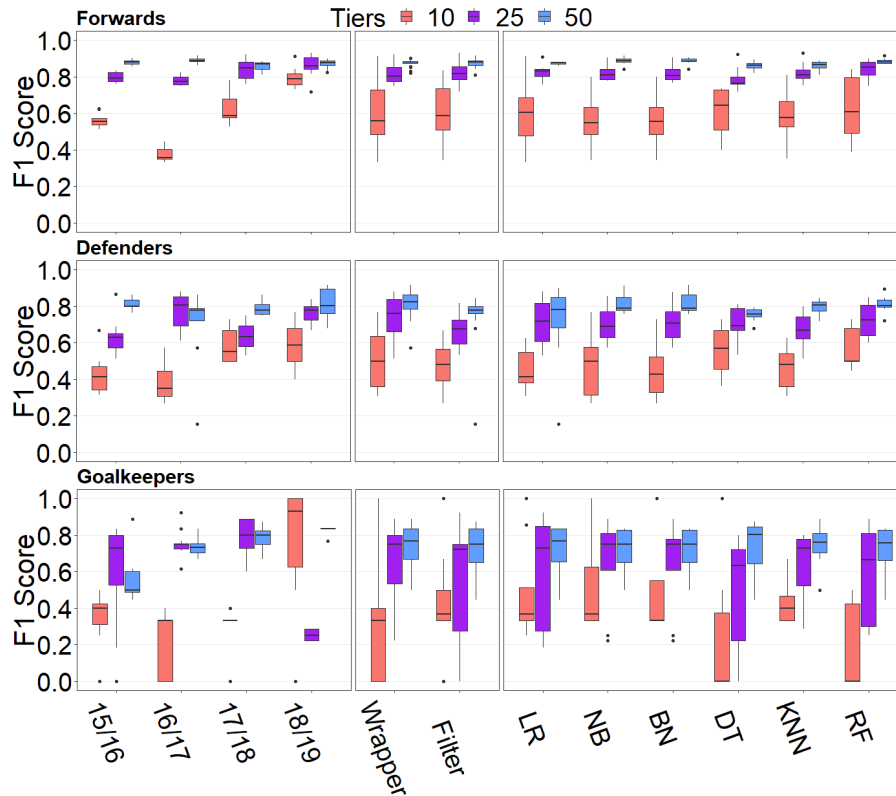 Forwards
Tiers 10 25 50
F1 Score
1.0
0.8
0.6
0.4
0.2
0.0
Defenders
F1 Score
1.0
0.8
0.6
0.4
0.2
0.0
Goalkeepers
F1 Score
1.0
0.8
0.6
0.4
0.2
0.0
15/16 16/17 17/18 18/19 Wrapper Filter LR NB BN DT KNN RF